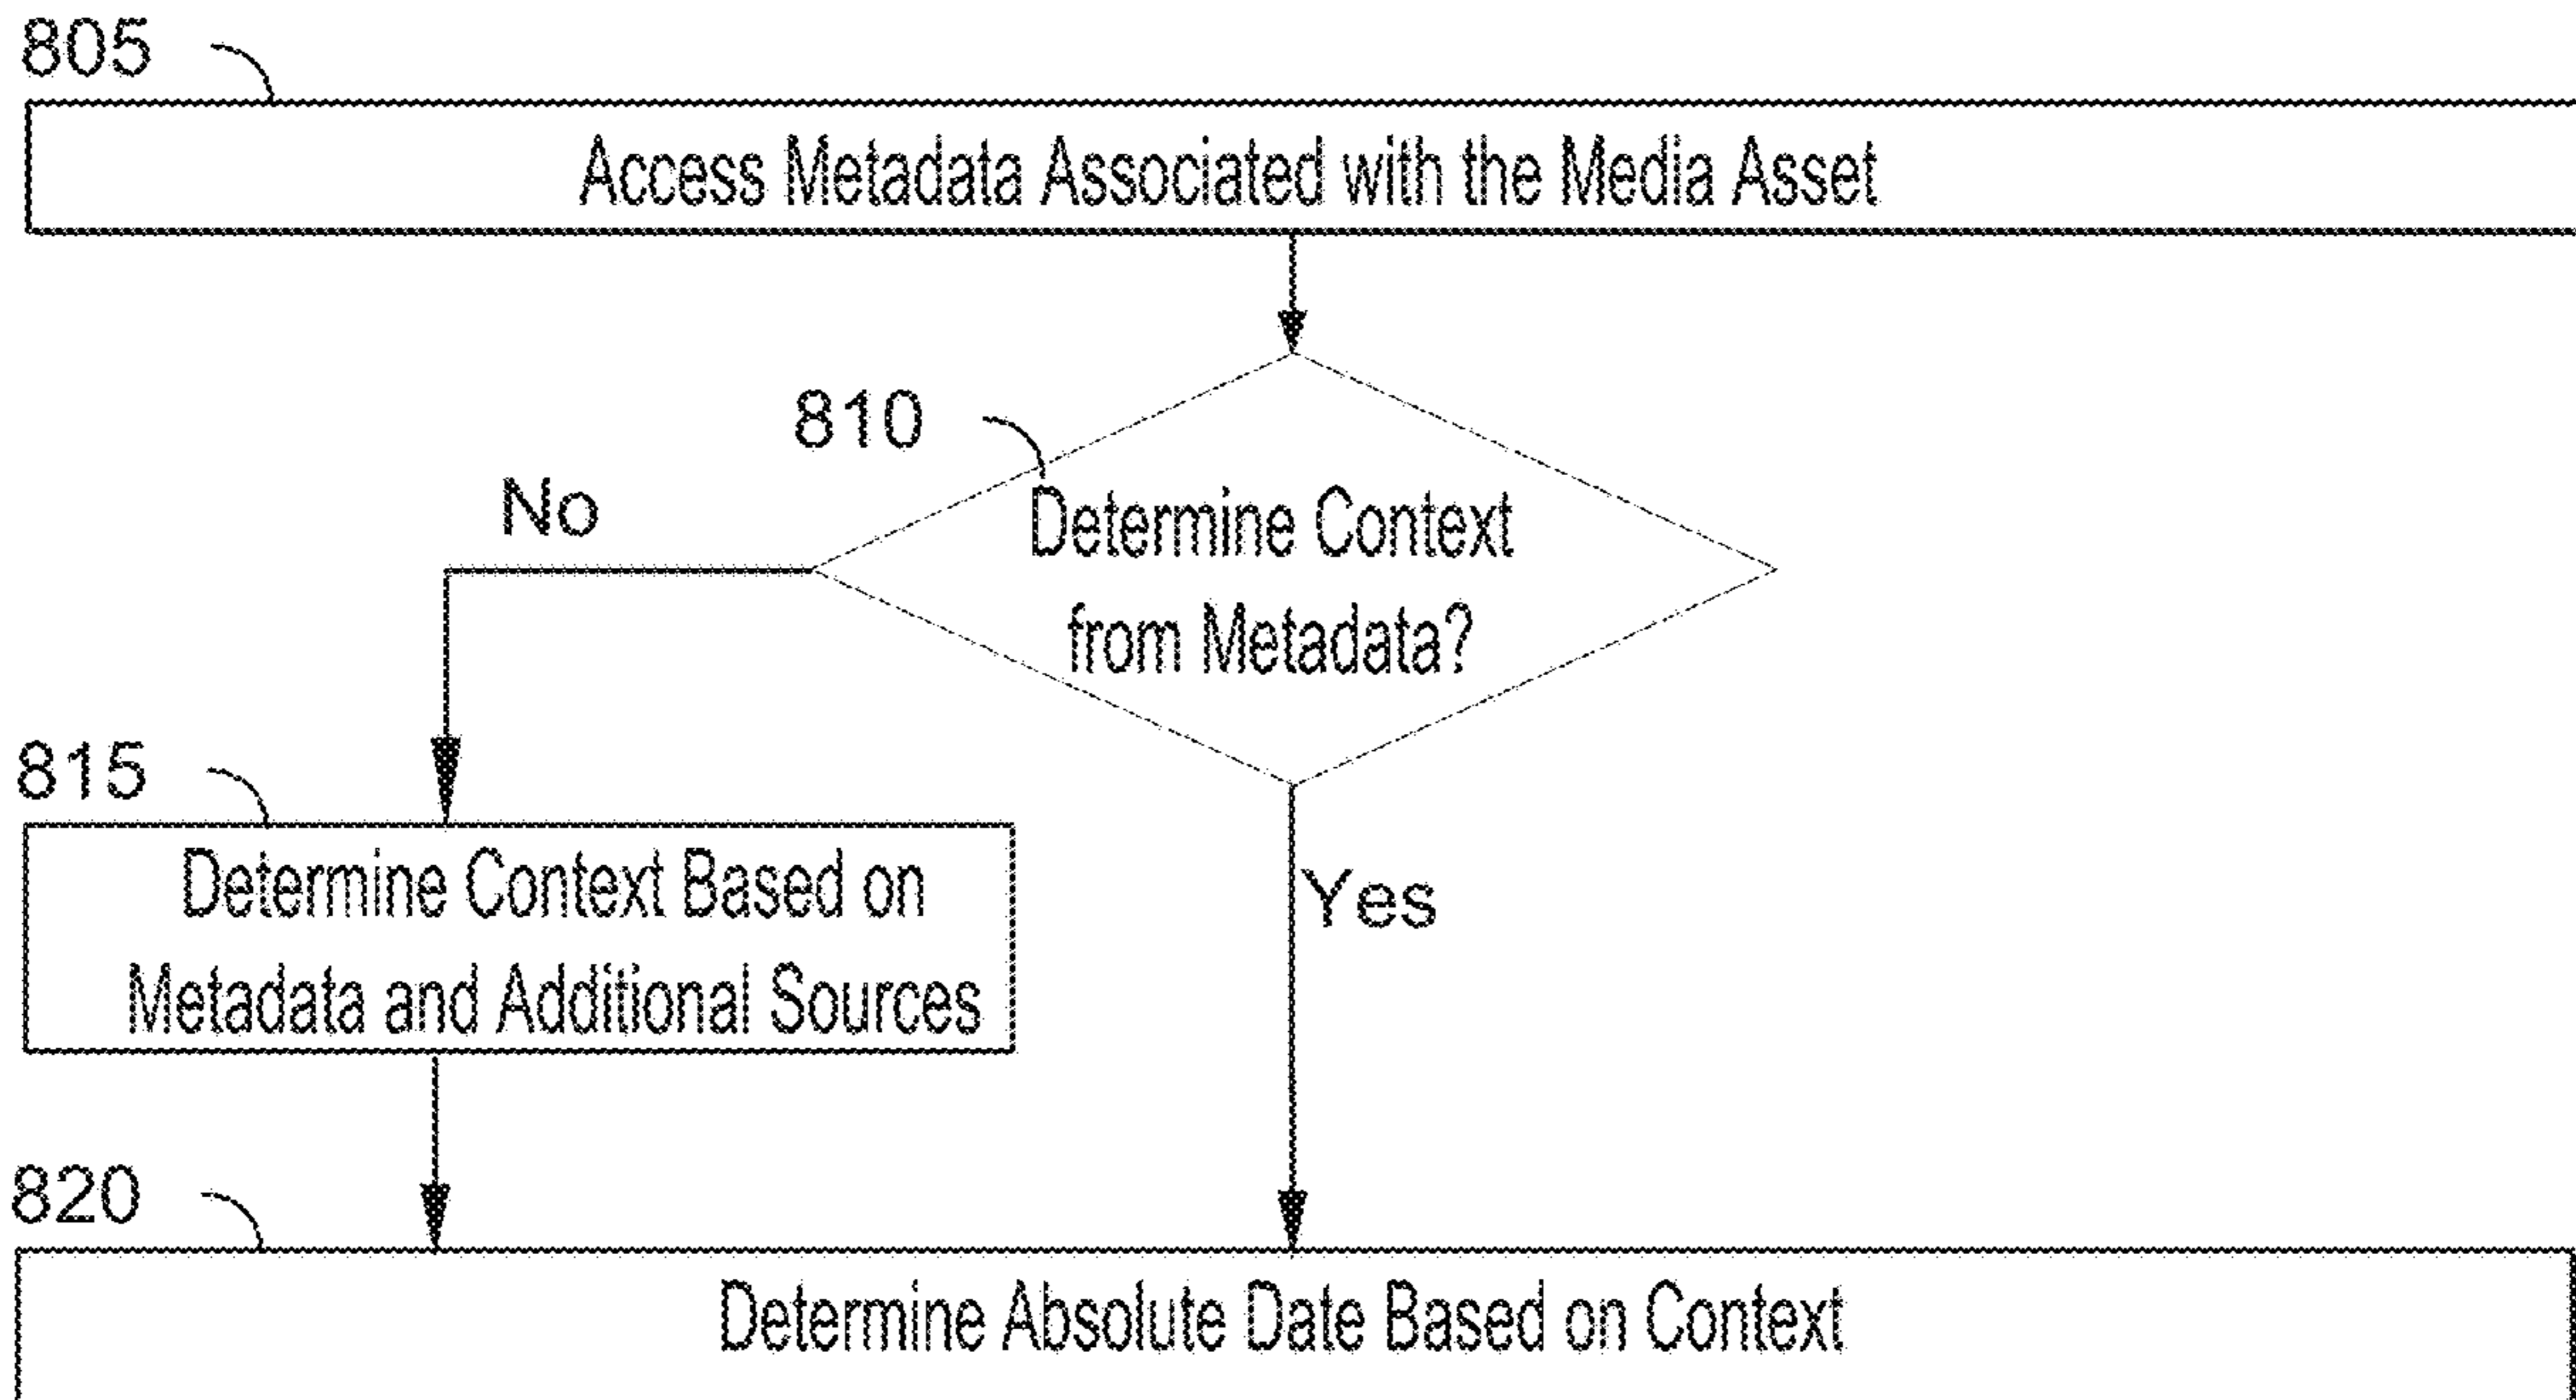 805
Access Metadata Associated with the Media Asset
810
No
Determine Context
from Metadata?
815
Determine Context Based on
Metadata and Additional Sources
Yes
820
Determine Absolute Date Based on Context